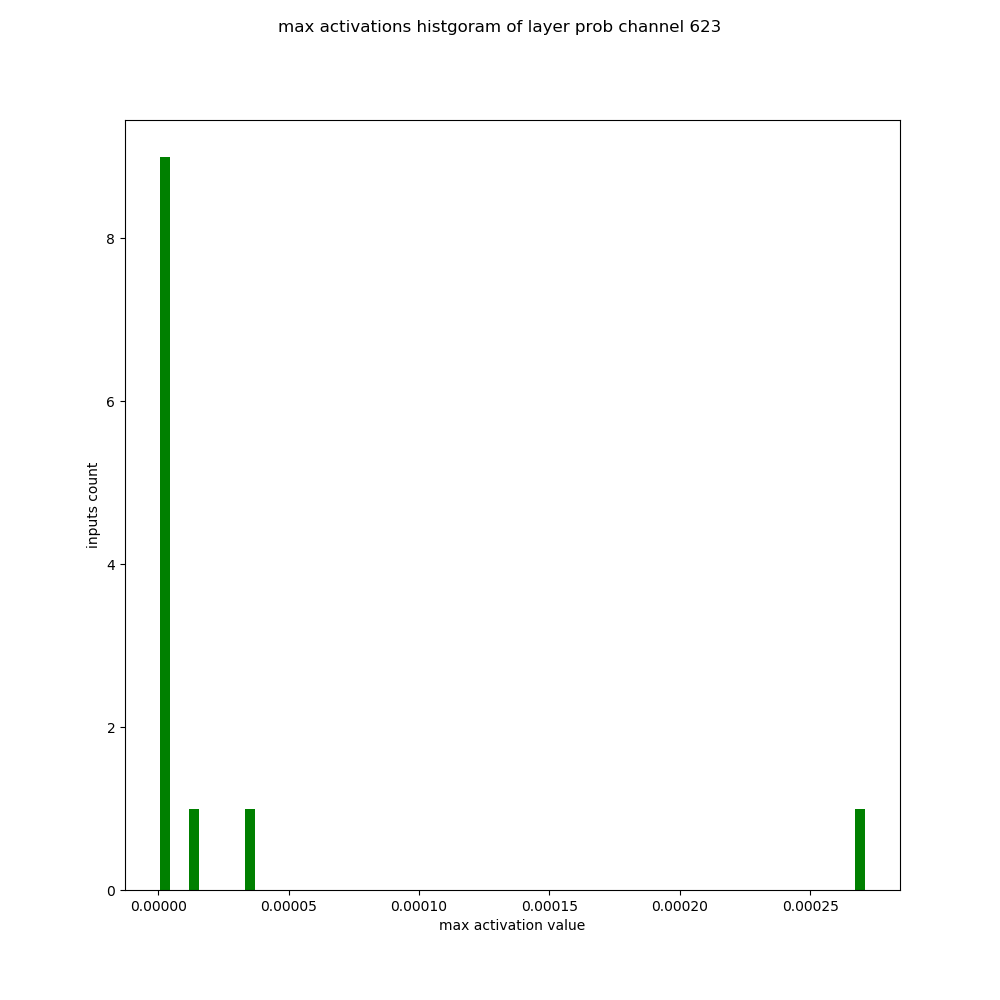 max activations histgoram of layer prob channel 623
8
6
4
2
0
inputs count
0.00000 0.00005 0.00010 0.00015 0.00020 0.00025
max activation value